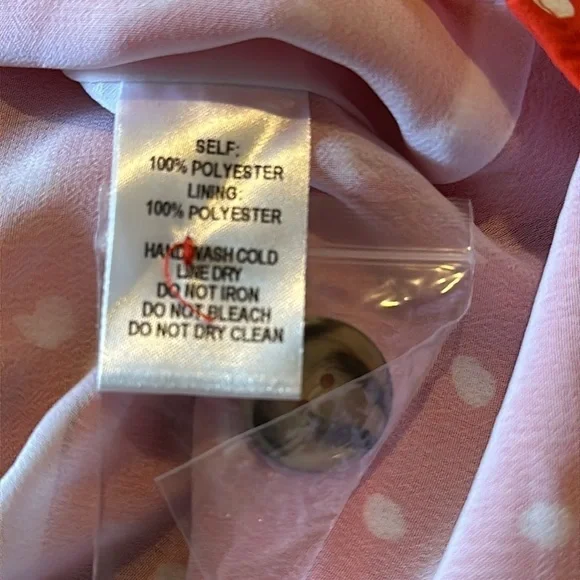 SELF:
100% POLYESTER
LINING:
100% POLYESTER
HAND WASH COLD
LINE DRY
DO NOT IRON
DO NOT BLEACH
DO NOT DRY CLEAN